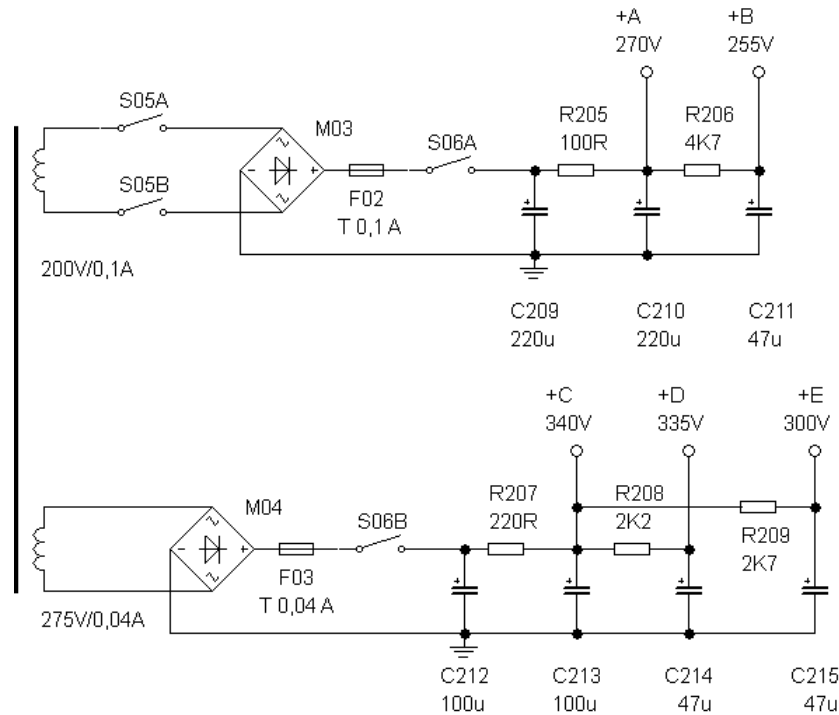 +A
270V
+B
255V
S05A
M03
S06A
R205
100R
R206
4K7
S05B
F02
T 0,1 A
200V/0,1A
C209
220u
C210
220u
C211
47u
+C
340V
+D
335V
+E
300V
M04
S06B
R207
220R
R208
2K2
R209
2K7
F03
T 0,04 A
275V/0,04A
C212
100u
C213
100u
C214
47u
C215
47u